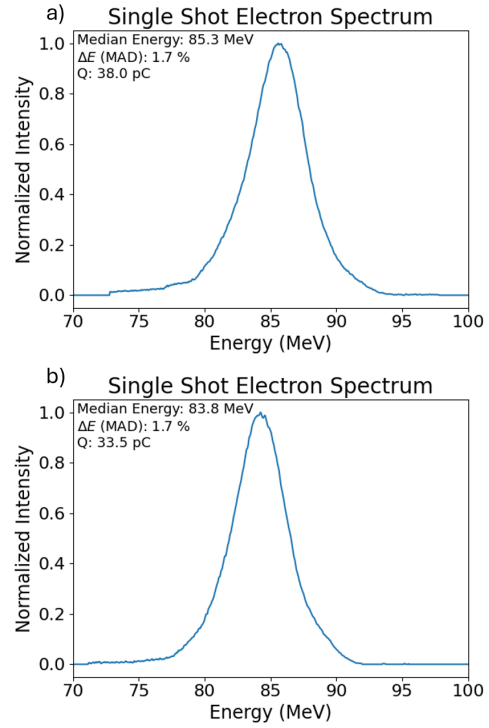 a)
Single Shot Electron Spectrum
Median Energy: 85.3 MeV
ΔE (MAD): 1.7 %
Q: 38.0 pC
Normalized Intensity
1.0
0.8
0.6
0.4
0.2
0.0
70 75 80 85 90 95 100
Energy (MeV)
b)
Single Shot Electron Spectrum
Median Energy: 83.8 MeV
ΔE (MAD): 1.7 %
Q: 33.5 pC
Normalized Intensity
1.0
0.8
0.6
0.4
0.2
0.0
70 75 80 85 90 95 100
Energy (MeV)